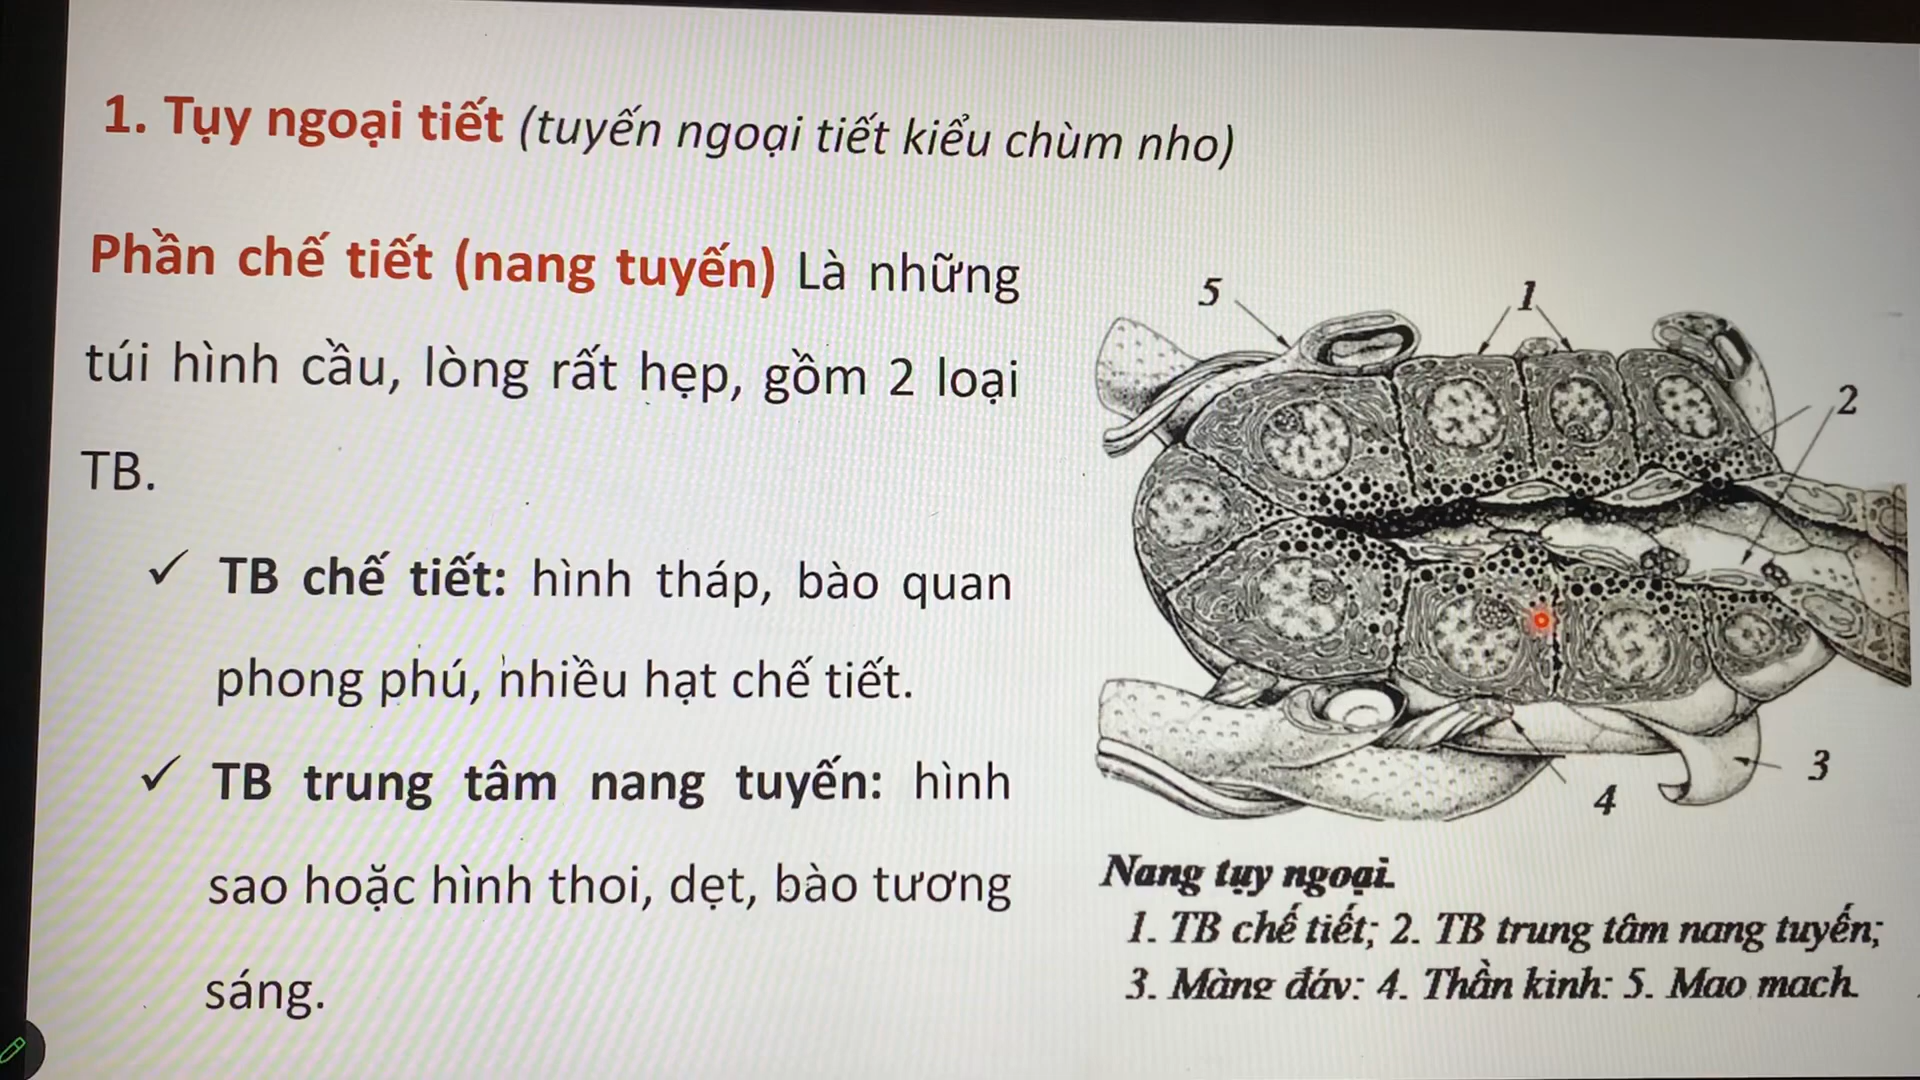 1. Tụy ngoại tiết (tuyến ngoại tiết kiểu chùm nho)
Phần chế tiết (nang tuyến) Là những
túi hình cầu, lòng rất hẹp, gồm 2 loại
TB.
✓ TB chế tiết: hình tháp, bào quan
phong phú, nhiều hạt chế tiết.
✓ TB trung tâm nang tuyến: hình
sao hoặc hình thoi, dẹt, bào tương
sáng.
5
1
2
3
4
Nang tụy ngoại.
1. TB chế tiết; 2. TB trung tâm nang tuyến;
3. Màng đáy; 4. Thần kinh; 5. Mao mạch.